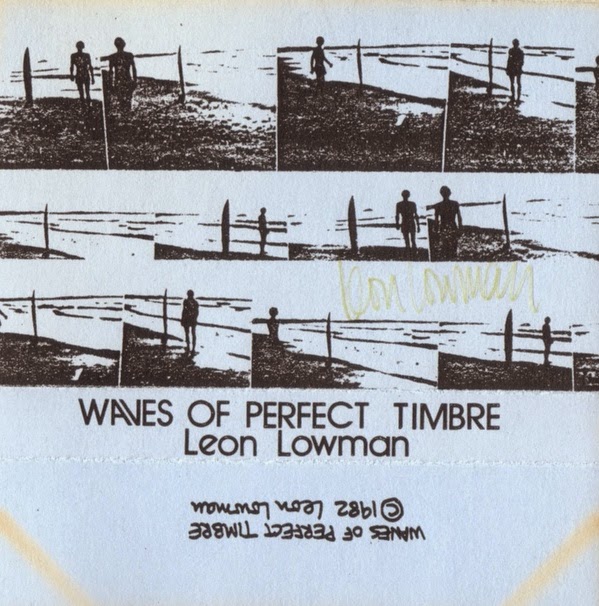 Leon Lowman
WAVES OF PERFECT TIMBRE
Leon Lowman
WAVES OF PERFECT TIMBRE
©1982 Leon Lowman